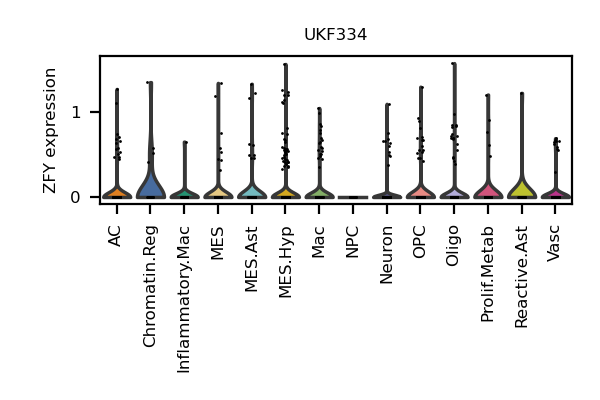 UKF334
ZFY expression
1
0
AC
Chromatin.Reg
Inflammatory.Mac
MES
MES.Ast
MES.Hyp
Mac
NPC
Neuron
OPC
Oligo
Prolif.Metab
Reactive.Ast
Vasc